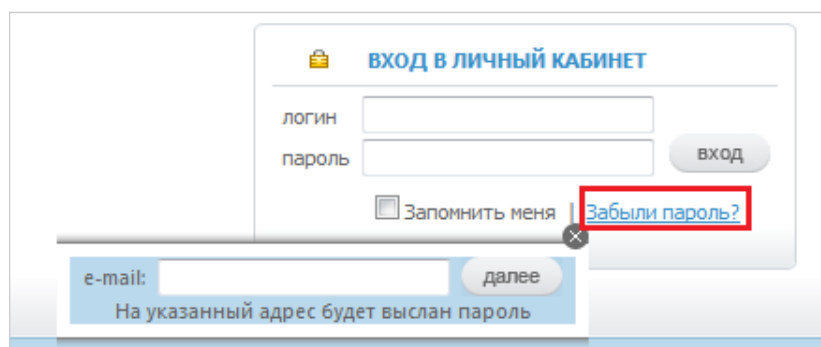 ВХОД В ЛИЧНЫЙ КАБИНЕТ
логин
пароль
вход
Запомнить меня | Забыли пароль?
e-mail:
далее
На указанный адрес будет выслан пароль